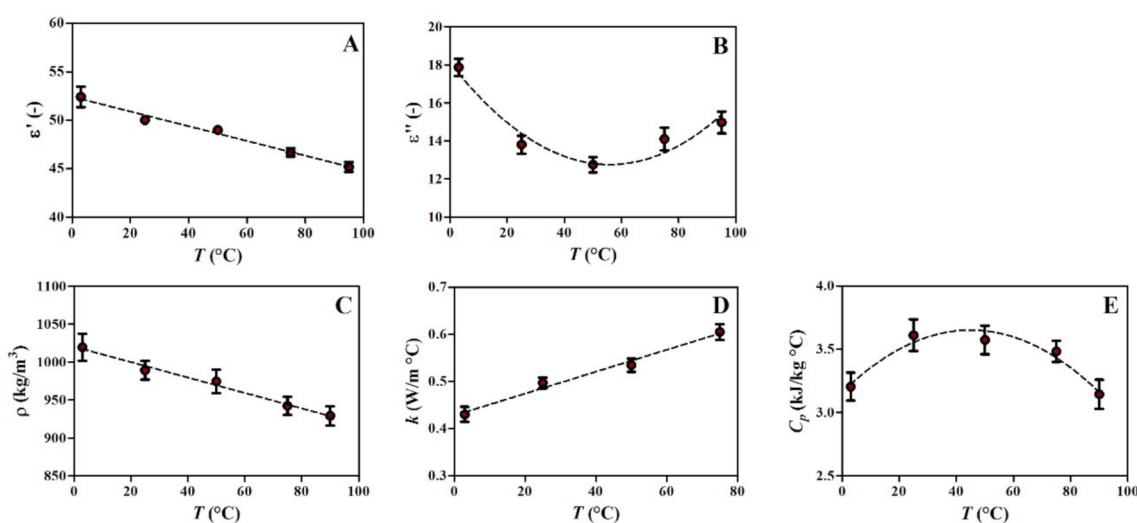 A
ε' (-)
60
55
50
45
40
0 20 40 60 80 100
T (°C)
B
ε'' (-)
20
18
16
14
12
10
0 20 40 60 80 100
T (°C)
C
ρ (kg/m³)
1100
1050
1000
950
900
850
0 20 40 60 80 100
T (°C)
D
k (W/m °C)
0.7
0.6
0.5
0.4
0.3
0 20 40 60 80
T (°C)
E
Cp (kJ/kg °C)
4.0
3.5
3.0
2.5
0 20 40 60 80 100
T (°C)